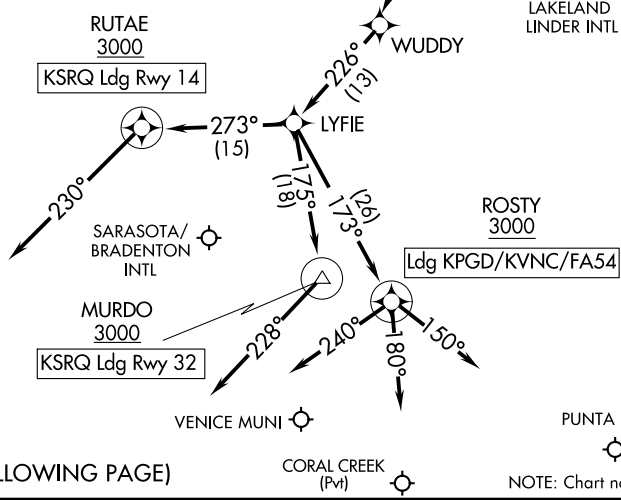 LAKELAND
LINDER INTL
RUTAE
3000
KSRQ Ldg Rwy 14
WUDDY
226°
(13)
273°
(15)
LYFIE
175°
(18)
(26)
173°
230°
SARASOTA/
BRADENTON
INTL
ROSTY
3000
Ldg KPGD/KVNC/FA54
MURDO
3000
KSRQ Ldg Rwy 32
228°
240°
180°
150°
VENICE MUNI
PUNTA
LLOWING PAGE)
CORAL CREEK
(Pvt)
NOTE: Chart no